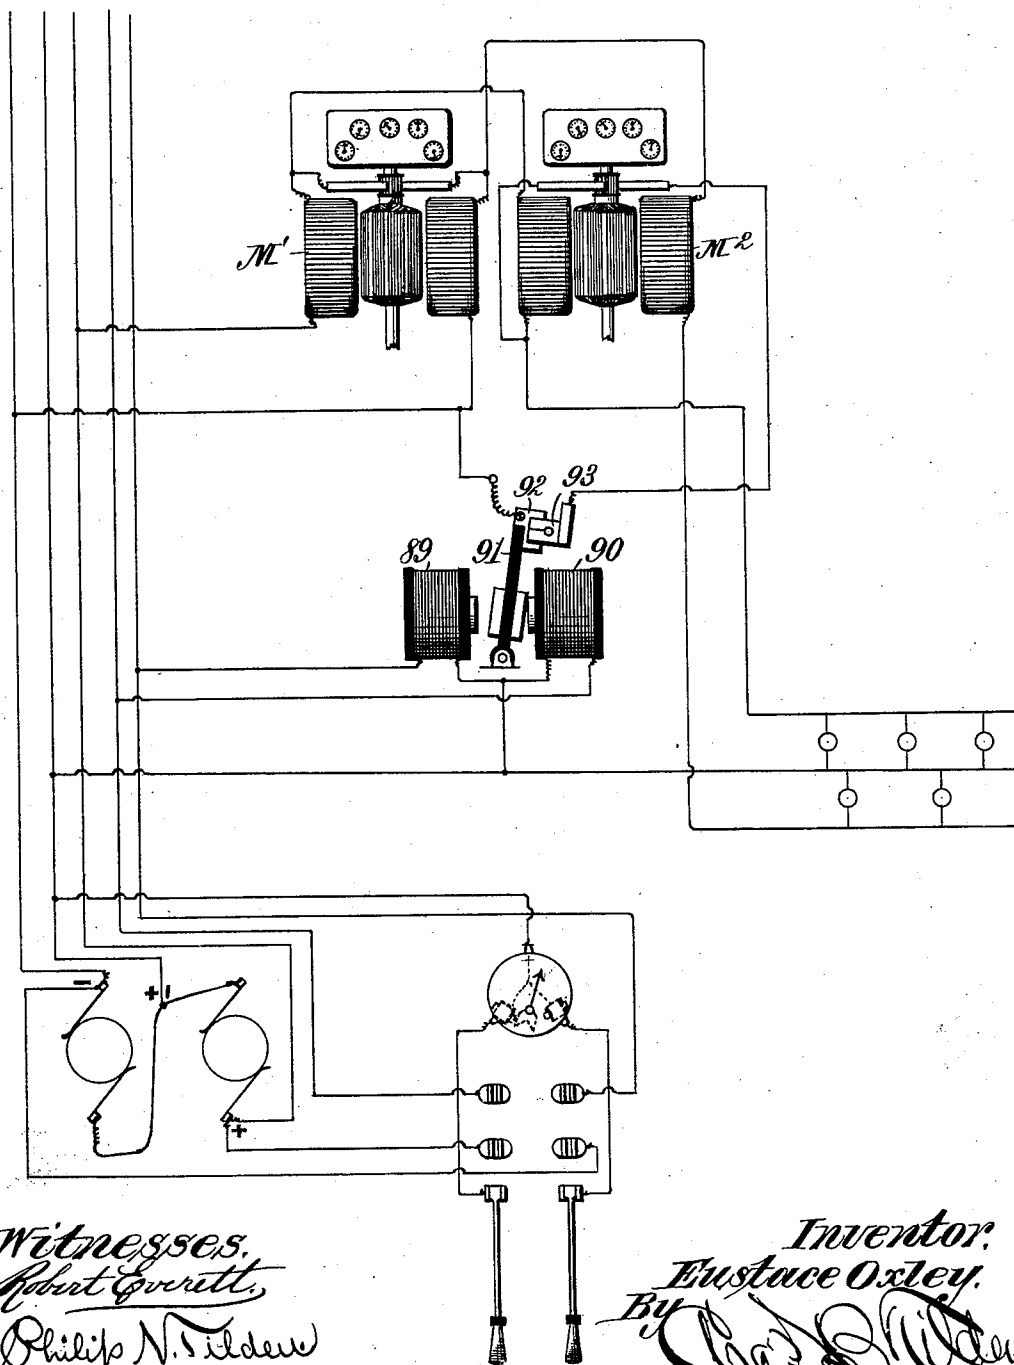 M' M²
92 93
89 91 90
− + − +
Witnesses.
Robert Everett.
Philip N. Tilden
Inventor.
Eustace Oxley.
By